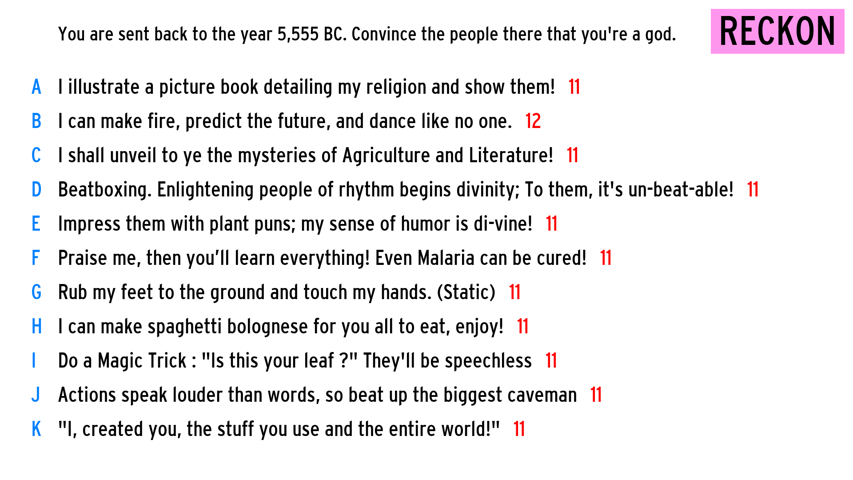 You are sent back to the year 5,555 BC. Convince the people there that you're a god.
RECKON
A I illustrate a picture book detailing my religion and show them! 11
B I can make fire, predict the future, and dance like no one. 12
C I shall unveil to ye the mysteries of Agriculture and Literature! 11
D Beatboxing. Enlightening people of rhythm begins divinity; To them, it's un-beat-able! 11
E Impress them with plant puns; my sense of humor is di-vine! 11
F Praise me, then you’ll learn everything! Even Malaria can be cured! 11
G Rub my feet to the ground and touch my hands. (Static) 11
H I can make spaghetti bolognese for you all to eat, enjoy! 11
I Do a Magic Trick : "Is this your leaf ?" They'll be speechless 11
J Actions speak louder than words, so beat up the biggest caveman 11
K "I, created you, the stuff you use and the entire world!" 11